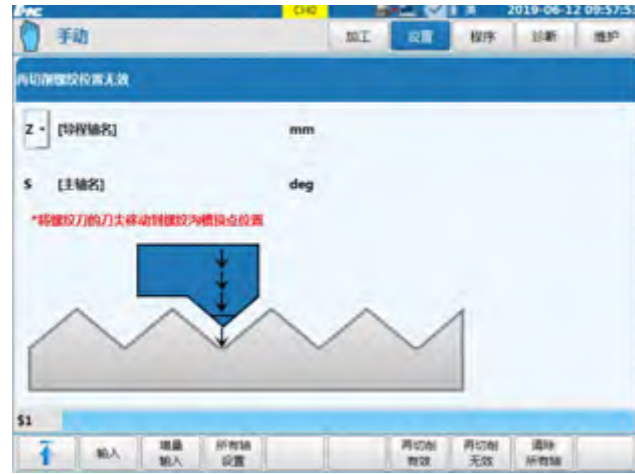 CH0 英 2019-06-12 09:57:5
手动 加工 设置 程序 诊断 维护
再切削螺纹位置无效
Z [导程轴名] mm
S [主轴名] deg
*将螺纹刀的刀尖移动到螺纹沟槽接点位置
$1
输入 增量输入 所有轴设置 再切削有效 再切削无效 清除所有轴